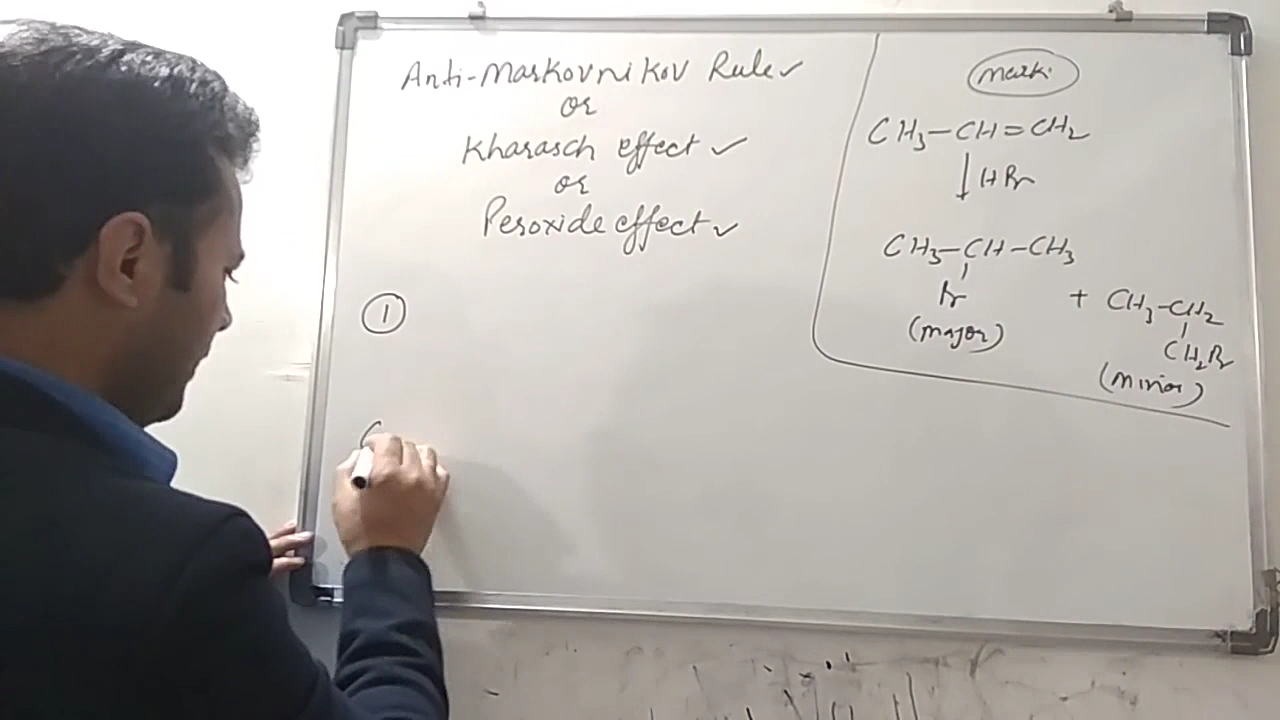 Anti-Markovnikov Rule ✓
or
Kharasch effect ✓
or
Peroxide effect ✓
①
C
Mark.
CH₃-CH=CH₂
↓ HBr
CH₃-CH-CH₃
Br
(major)
+ CH₃-CH₂
CH₂Br
(minor)